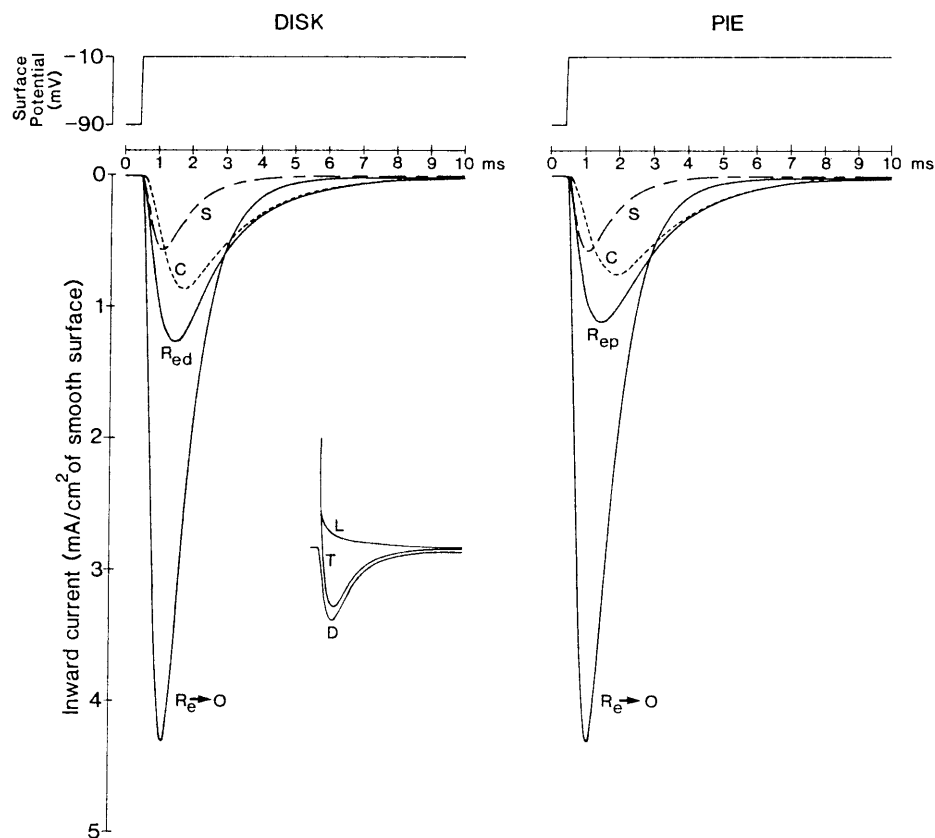 DISK
PIE
Surface
Potential
(mV)
-10
-90
0 1 2 3 4 5 6 7 8 9 10 ms
0 1 2 3 4 5 6 7 8 9 10 ms
Inward current (mA/cm² of smooth surface)
0
1
2
3
4
5
S
C
Red
Re→O
L
T
D
S
C
Rep
Re→O